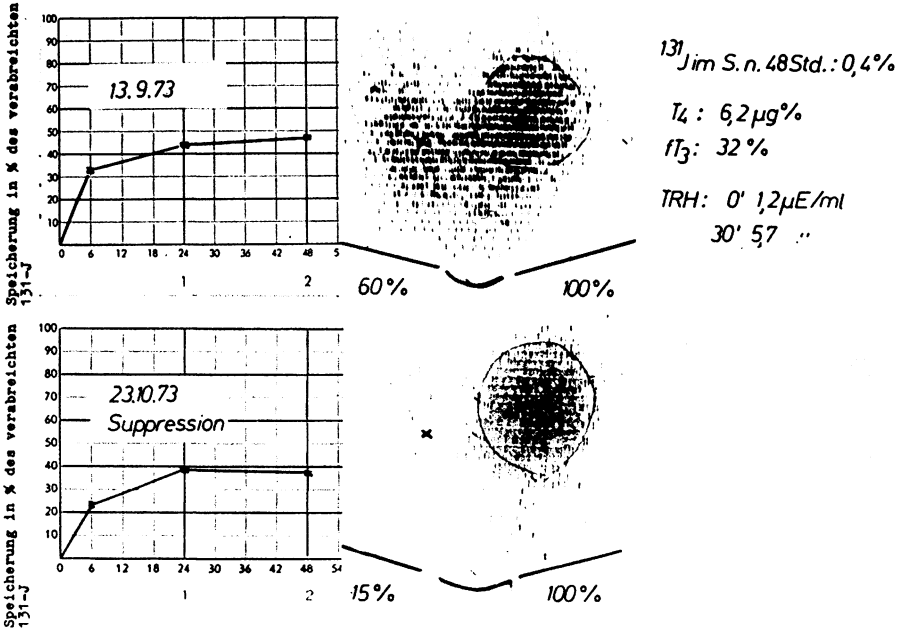 Speicherung in % des verabreichten
131-J
100
90
80
70
60
50
40
30
20
10
13.9.73
0 6 12 18 24 30 36 42 48 5
1 2
60% 100%
131J im S. n. 48 Std.: 0,4%
T4: 6,2 µg%
fT3: 32 %
TRH: 0' 1,2 µE/ml
30' 5,7 "
Speicherung in % des verabreichten
131-J
100
90
80
70
60
50
40
30
20
10
23.10.73
Suppression
x
0 6 12 18 24 30 36 42 48 54
1 2
15% 100%